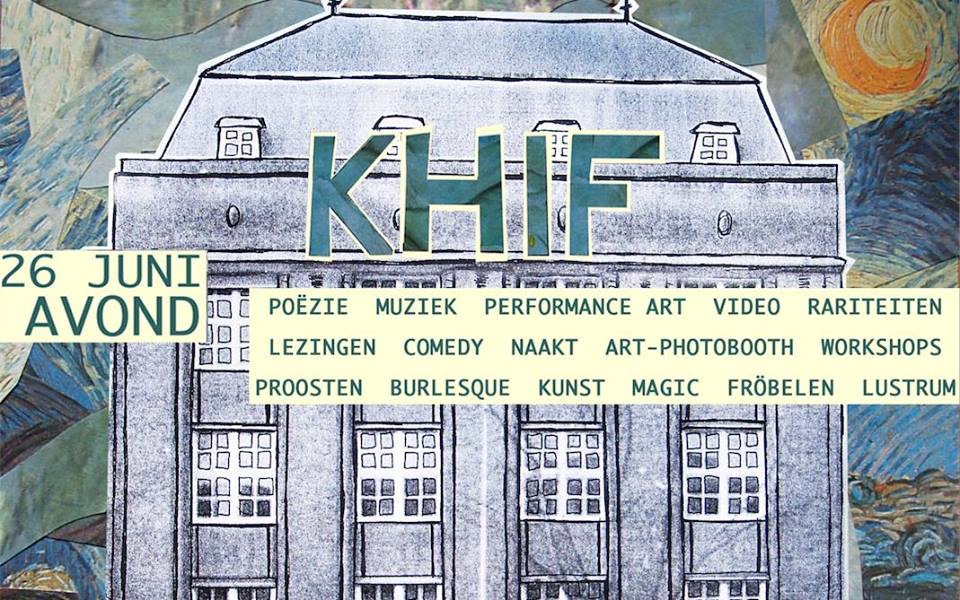 KHIF
26 JUNI
AVOND
POËZIE MUZIEK PERFORMANCE ART VIDEO RARITEITEN
LEZINGEN COMEDY NAAKT ART-PHOTOBOOTH WORKSHOPS
PROOSTEN BURLESQUE KUNST MAGIC FRÖBELEN LUSTRUM